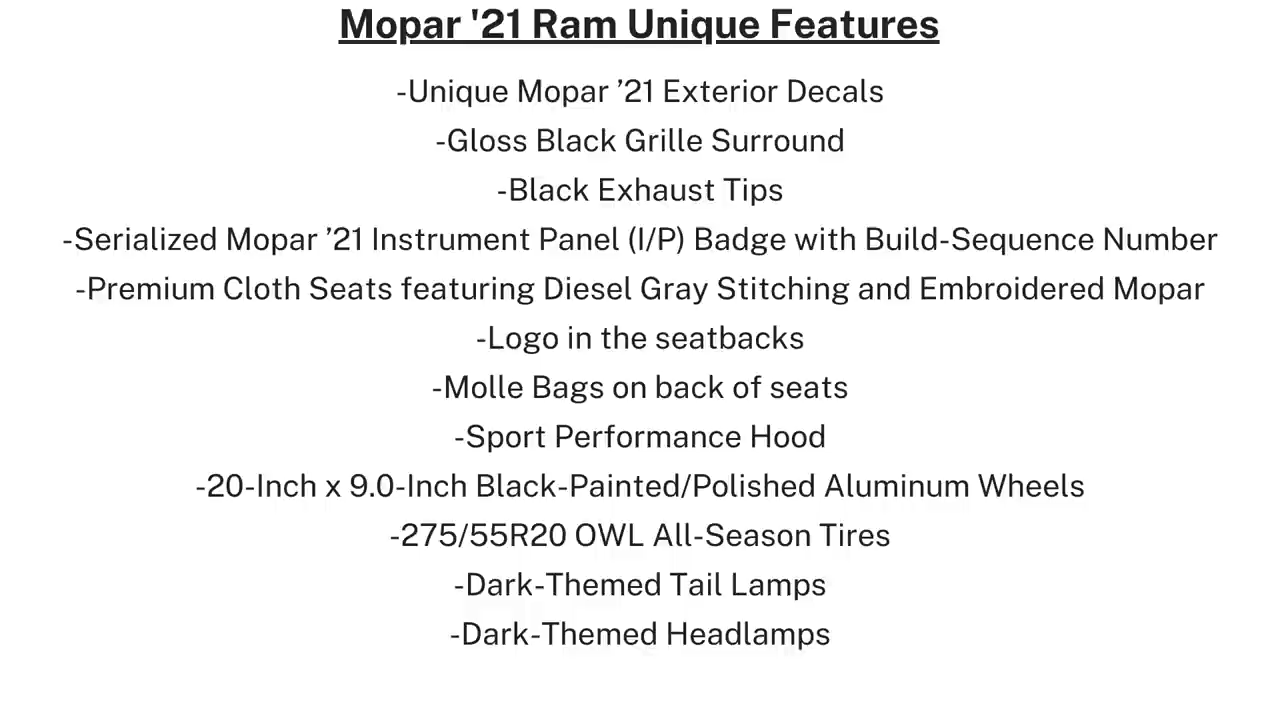 Mopar '21 Ram Unique Features
-Unique Mopar ’21 Exterior Decals
-Gloss Black Grille Surround
-Black Exhaust Tips
-Serialized Mopar ’21 Instrument Panel (I/P) Badge with Build-Sequence Number
-Premium Cloth Seats featuring Diesel Gray Stitching and Embroidered Mopar
-Logo in the seatbacks
-Molle Bags on back of seats
-Sport Performance Hood
-20-Inch x 9.0-Inch Black-Painted/Polished Aluminum Wheels
-275/55R20 OWL All-Season Tires
-Dark-Themed Tail Lamps
-Dark-Themed Headlamps